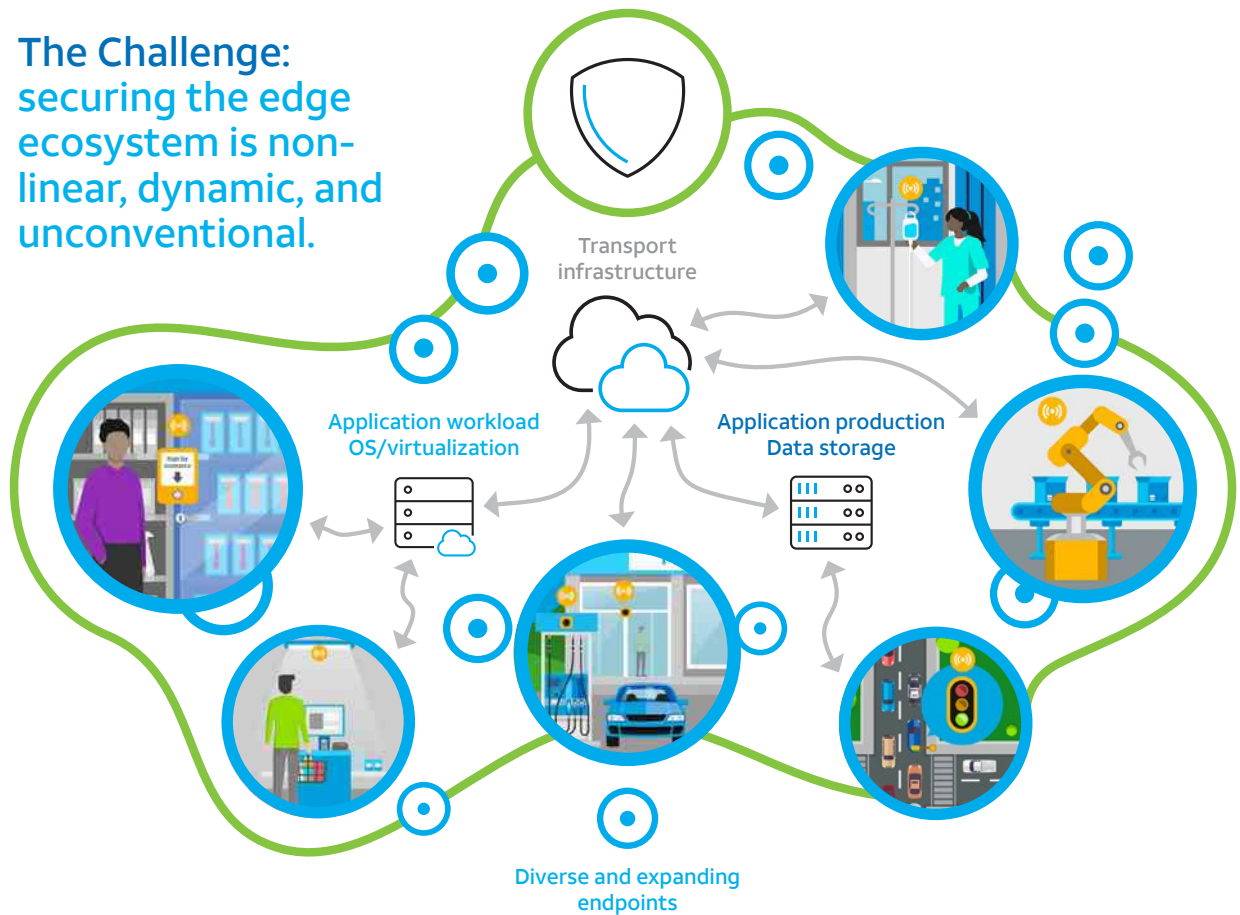 The Challenge:
securing the edge
ecosystem is non-
linear, dynamic, and
unconventional.
Transport
infrastructure
Application workload
OS/virtualization
Application production
Data storage
Diverse and expanding
endpoints